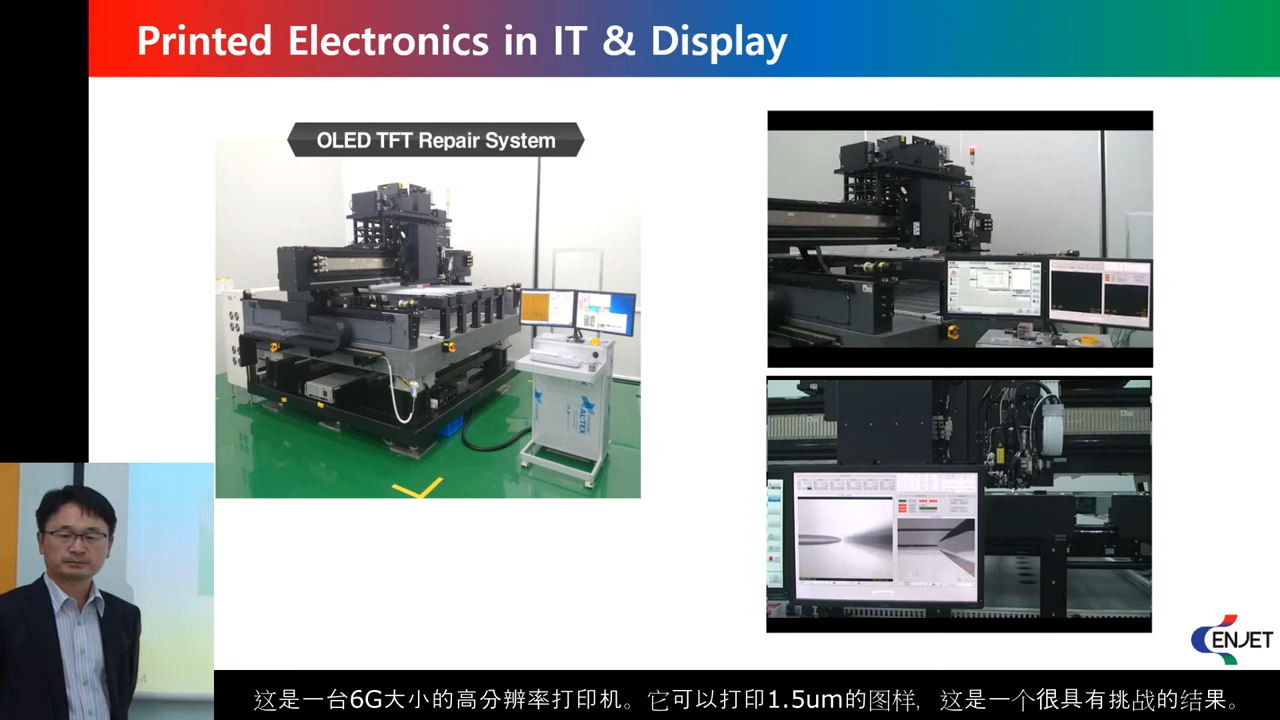 Printed Electronics in IT & Display
OLED TFT Repair System
ALTEX
ENJET
4
这是一台6G大小的高分辨率打印机。它可以打印1.5um的图样，这是一个很具有挑战的结果。